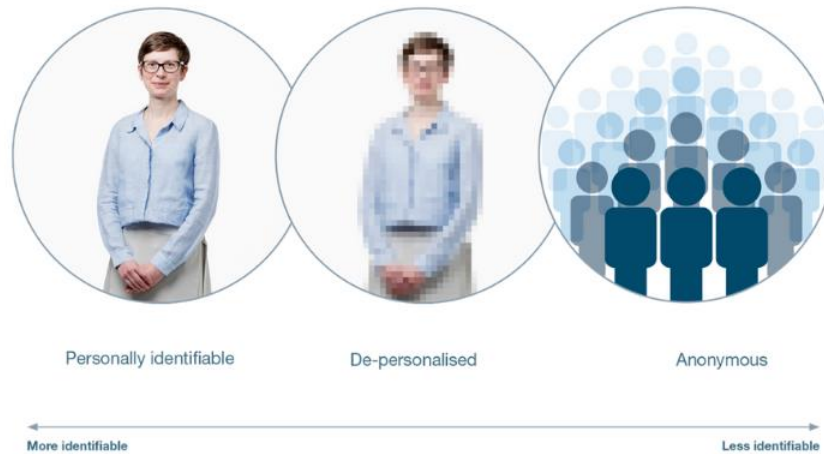 Personally identifiable
De-personalised
Anonymous
More identifiable
Less identifiable